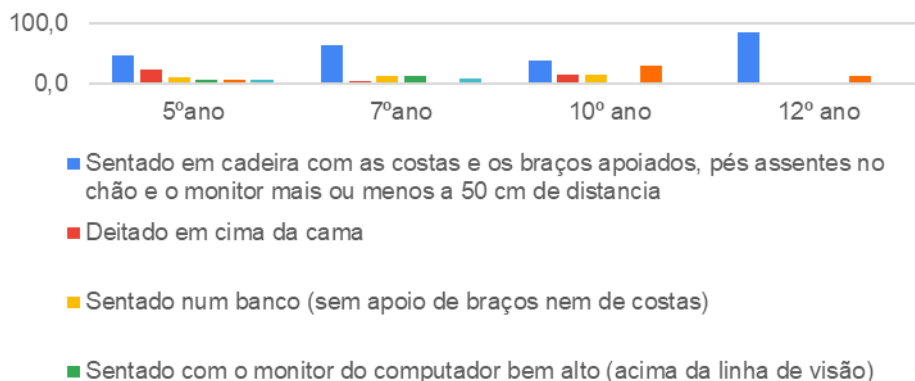 100,0
0,0
5ºano
7ºano
10º ano
12º ano
Sentado em cadeira com as costas e os braços apoiados, pés assentes no
chão e o monitor mais ou menos a 50 cm de distancia
Deitado em cima da cama
Sentado num banco (sem apoio de braços nem de costas)
Sentado com o monitor do computador bem alto (acima da linha de visão)